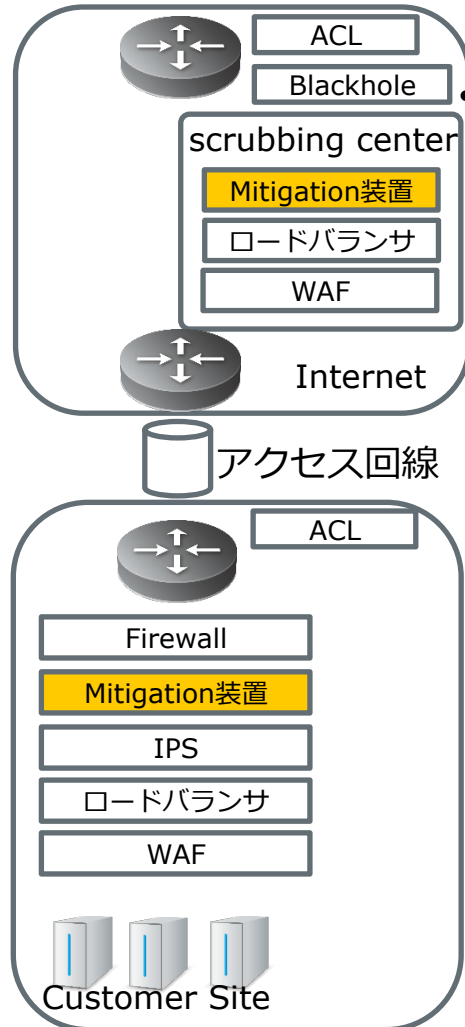 ACL
Blackhole
scrubbing center
Mitigation装置
ロードバランサ
WAF
Internet
アクセス回線
ACL
Firewall
Mitigation装置
IPS
ロードバランサ
WAF
Customer Site